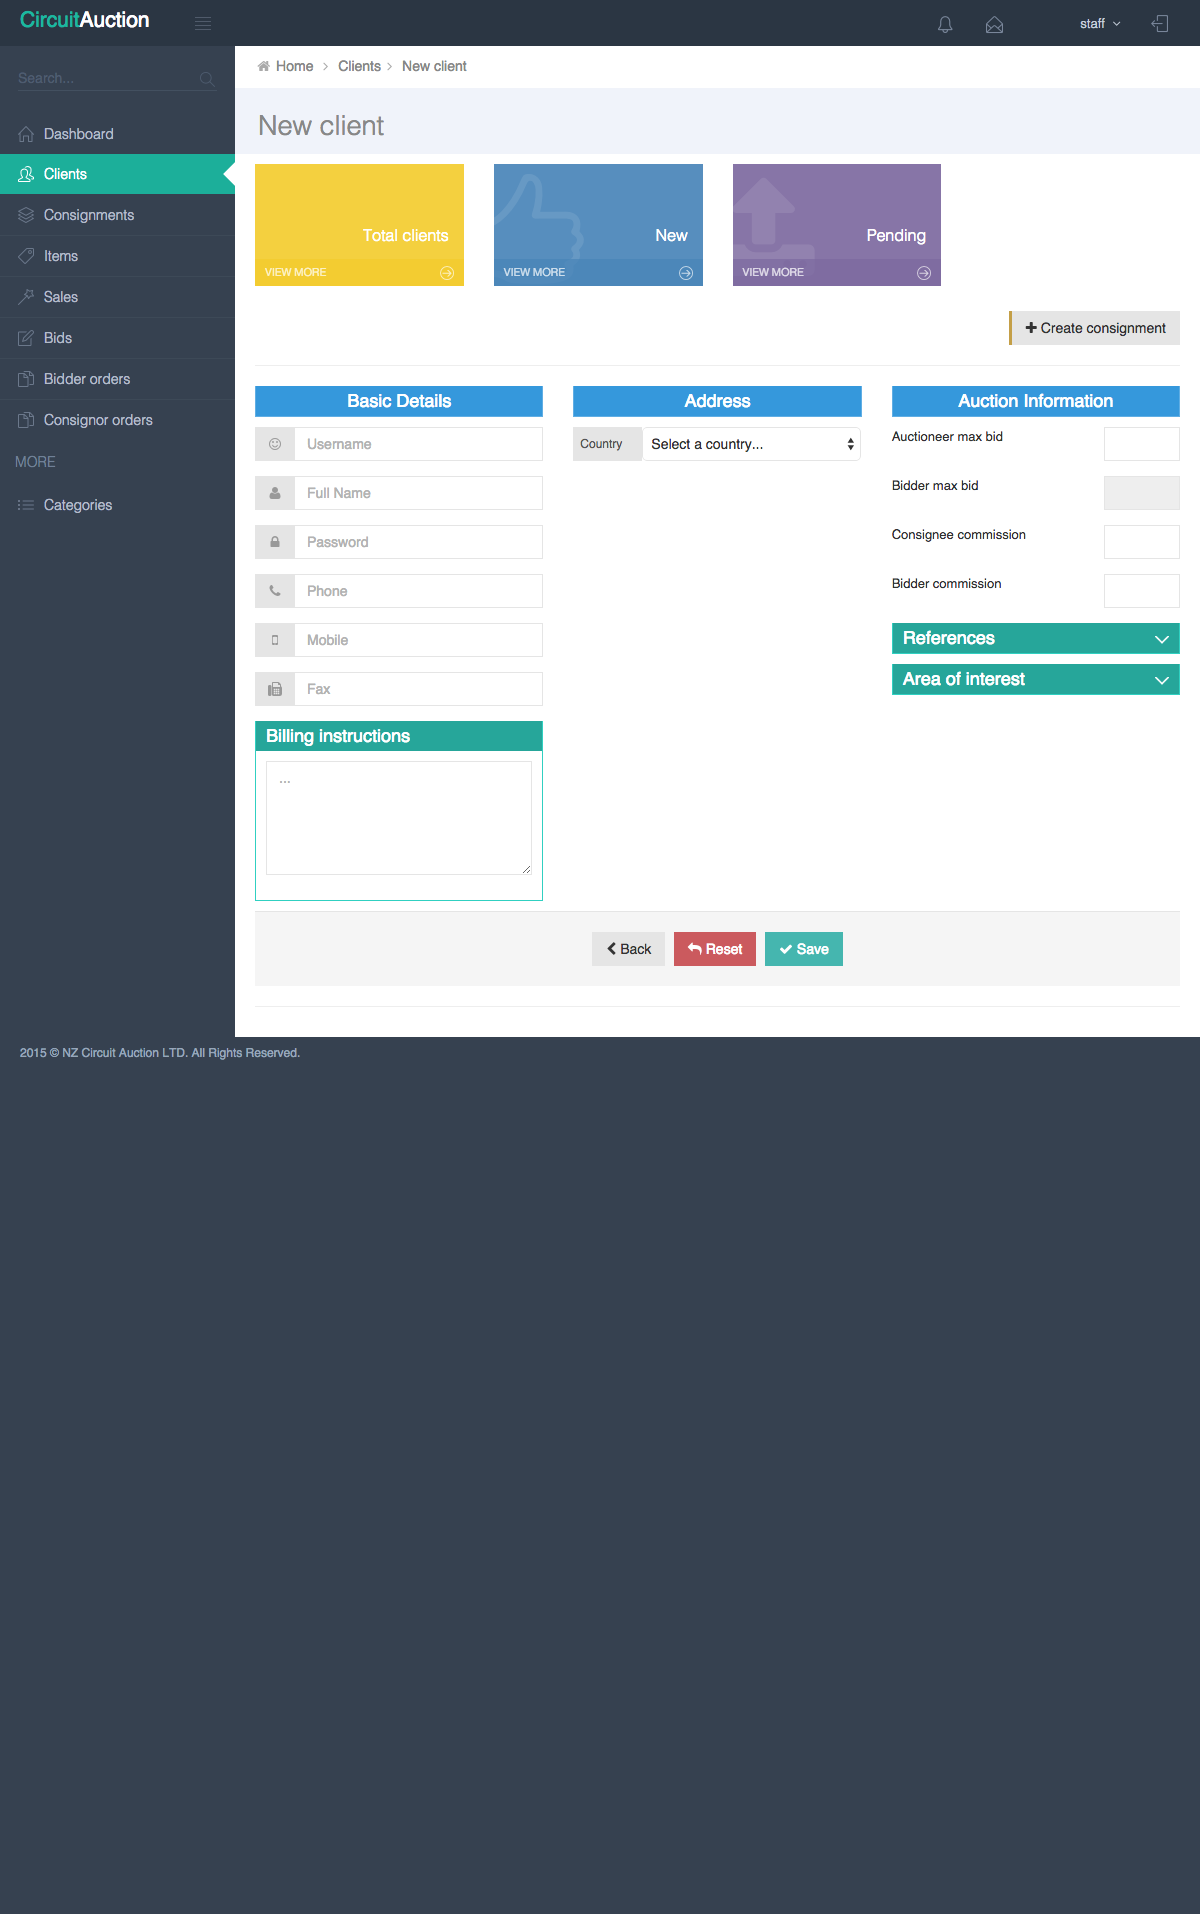 CircuitAuction
staff
Search...
Home > Clients > New client
New client
Dashboard
Clients
Consignments
Items
Sales
Bids
Bidder orders
Consignor orders
MORE
Categories
Total clients
VIEW MORE
New
VIEW MORE
Pending
VIEW MORE
Create consignment
Basic Details
Username
Full Name
Password
Phone
Mobile
Fax
Billing instructions
...
Address
Country Select a country...
Auction Information
Auctioneer max bid
Bidder max bid
Consignee commission
Bidder commission
References
Area of interest
Back Reset Save
2015 © NZ Circuit Auction LTD. All Rights Reserved.